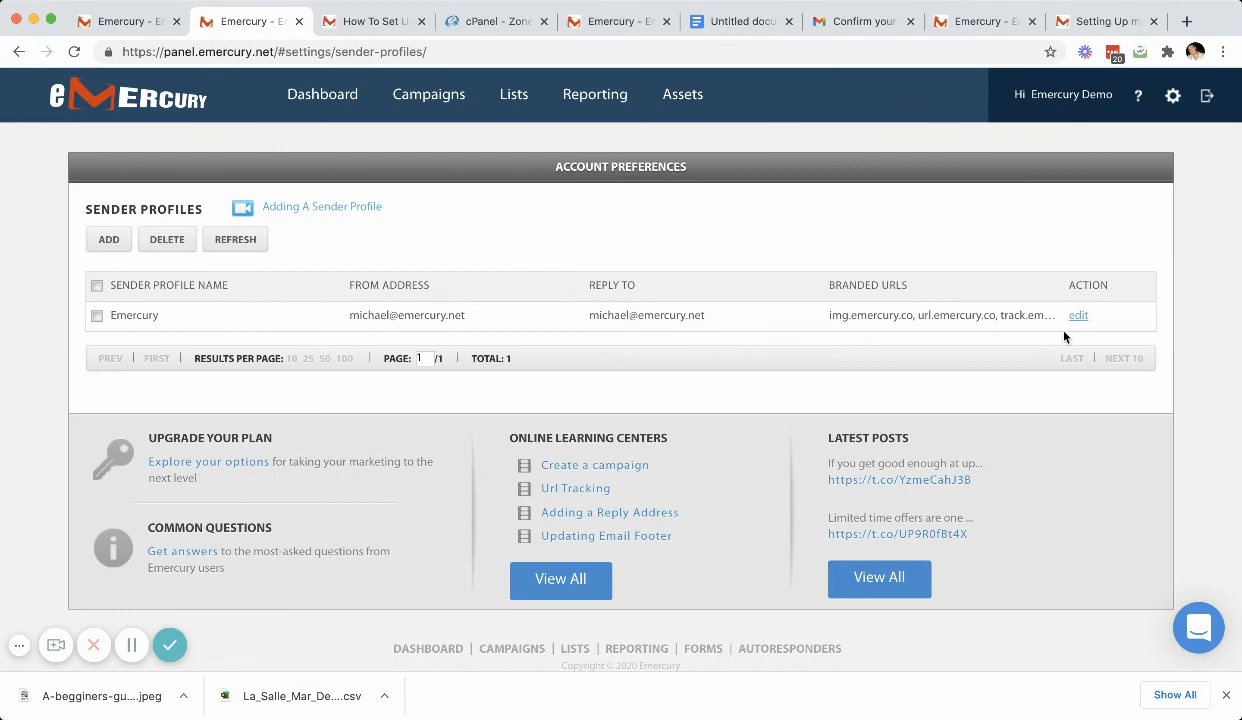 Emercury - E
Emercury - E
How To Set U
cPanel - Zone
Emercury - E
Untitled docu
Confirm your
Emercury - E
Setting Up m
https://panel.emercury.net/#settings/sender-profiles/
20
eMERCURY
Dashboard
Campaigns
Lists
Reporting
Assets
Hi Emercury Demo
?
ACCOUNT PREFERENCES
SENDER PROFILES
Adding A Sender Profile
ADD
DELETE
REFRESH
SENDER PROFILE NAME
FROM ADDRESS
REPLY TO
BRANDED URLS
ACTION
Emercury
michael@emercury.net
michael@emercury.net
img.emercury.co, url.emercury.co, track.em...
edit
PREV | FIRST | RESULTS PER PAGE: 10 25 50 100 | PAGE: 1 /1 | TOTAL: 1
LAST | NEXT 10
UPGRADE YOUR PLAN
Explore your options for taking your marketing to the
next level
COMMON QUESTIONS
Get answers to the most-asked questions from
Emercury users
ONLINE LEARNING CENTERS
Create a campaign
Url Tracking
Adding a Reply Address
Updating Email Footer
View All
LATEST POSTS
If you get good enough at up...
https://t.co/YzmeCahJ3B
Limited time offers are one ...
https://t.co/UP9R0fBt4X
View All
DASHBOARD | CAMPAIGNS | LISTS | REPORTING | FORMS | AUTORESPONDERS
Copyright © 2020 Emercury
A-begginers-gu....jpeg
La_Salle_Mar_De....csv
Show All